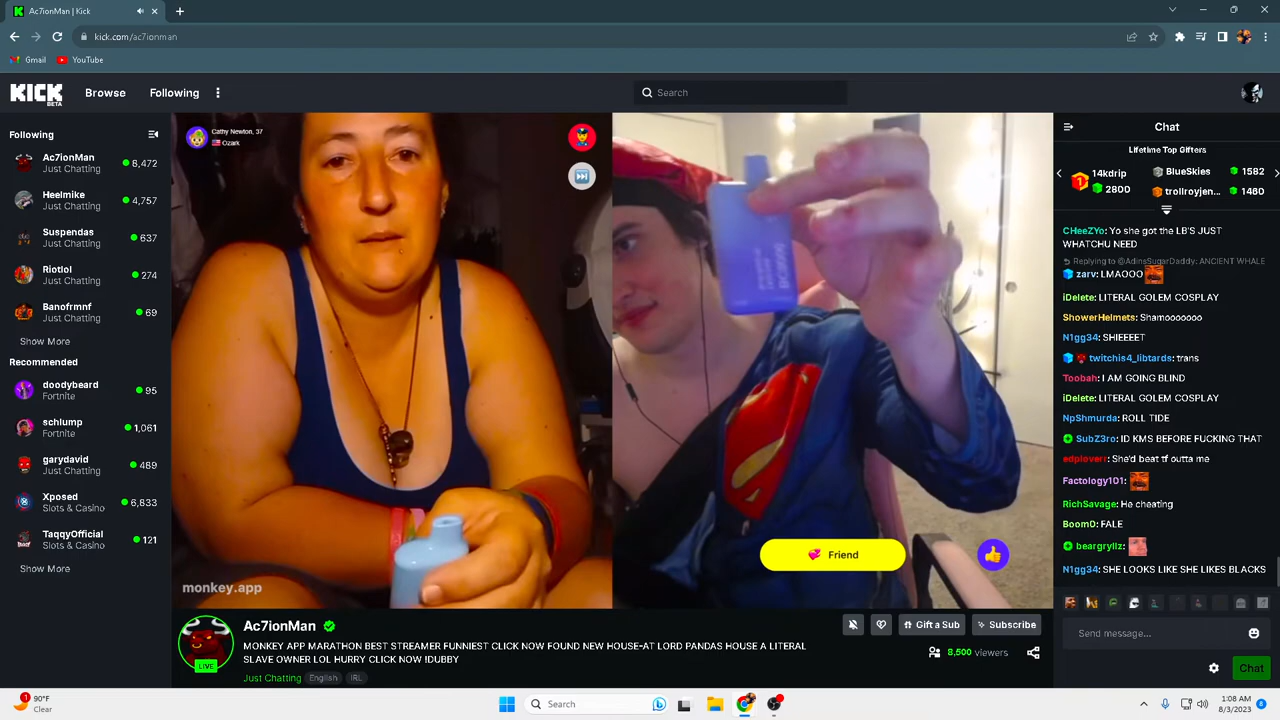 Ac7ionMan | Kick
kick.com/ac7ionman
Gmail
YouTube
KICK
BETA
Browse
Following
Search
Following
Ac7ionMan
Just Chatting
8,472
Heelmike
Just Chatting
4,757
Suspendas
Just Chatting
637
Riotlol
Just Chatting
274
Banofrmnf
Just Chatting
69
Show More
Recommended
doodybeard
Fortnite
95
schlump
Fortnite
1,061
garydavid
Just Chatting
469
Xposed
Slots & Casino
6,833
TaqqyOfficial
Slots & Casino
121
Show More
Cathy Newton, 37
Ozark
monkey.app
Friend
LIVE
Ac7ionMan
MONKEY APP MARATHON BEST STREAMER FUNNIEST CLICK NOW FOUND NEW HOUSE-AT LORD PANDAS HOUSE A LITERAL
SLAVE OWNER LOL HURRY CLICK NOW !DUBBY
Just Chatting
English
IRL
Gift a Sub
Subscribe
8,500 viewers
Chat
Lifetime Top Gifters
1
14kdrip
2800
BlueSkies
1582
trollroyjen...
1460
CHeeZYo: Yo she got the LB'S JUST
WHATCHU NEED
Replying to @AdinsSugarDaddy: ANCIENT WHALE
zarv: LMAOOO
iDelete: LITERAL GOLEM COSPLAY
ShowerHelmets: Shamooooooo
N1gg34: SHIEEEET
twitchis4_libtards: trans
Toobah: I AM GOING BLIND
iDelete: LITERAL GOLEM COSPLAY
NpShmurda: ROLL TIDE
SubZ3ro: ID KMS BEFORE FUCKING THAT
edploverr: She'd beat tf outta me
Factology101:
RichSavage: He cheating
Boom0: FALE
beargryllz:
N1gg34: SHE LOOKS LIKE SHE LIKES BLACKS
Send message...
Chat
1
90°F
Clear
Search
1:08 AM
8/3/2023